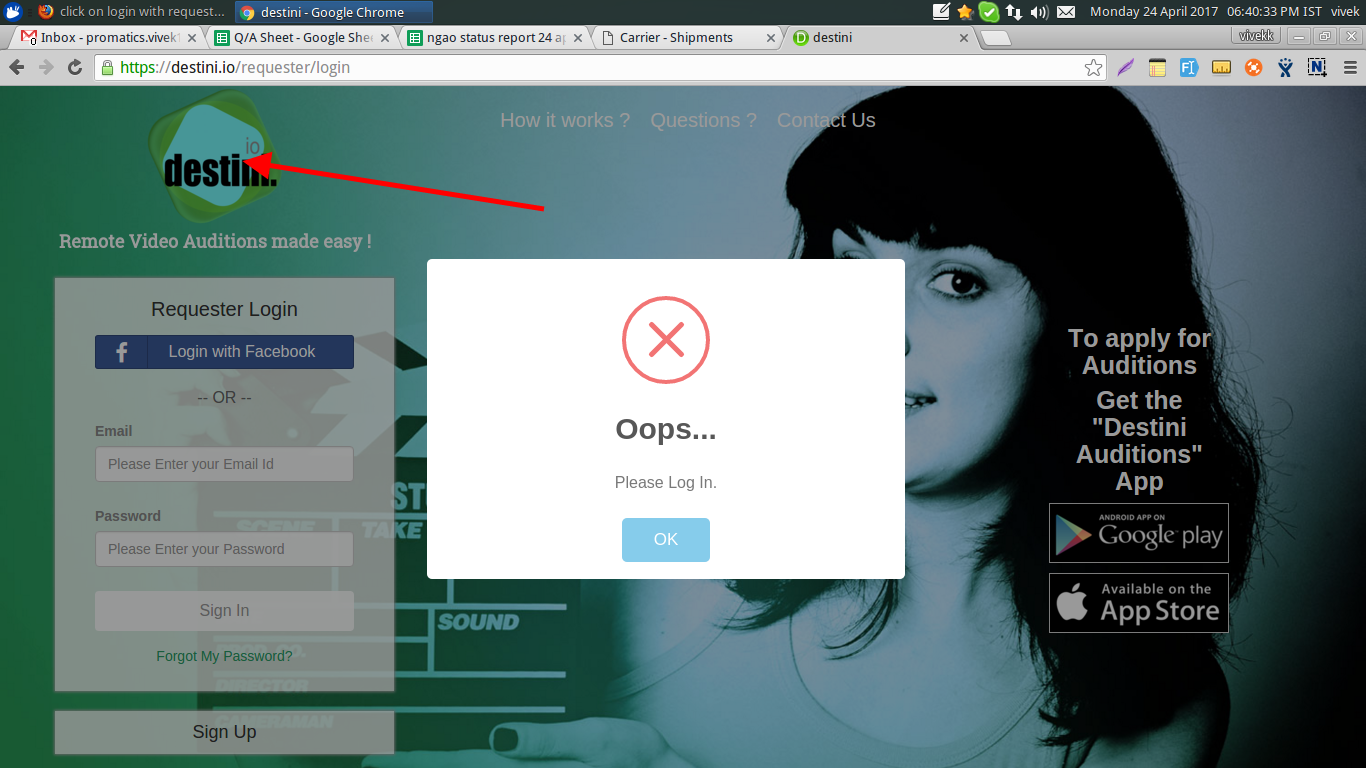 click on login with request...
destini - Google Chrome
Monday 24 April 2017 06:40:33 PM IST vivek
Inbox - promatics.vivek1
Q/A Sheet - Google Shee
ngao status report 24 ap
Carrier - Shipments
destini
vivekk
https://destini.io/requester/login
How it works ?
Questions ?
Contact Us
io
destini.
Remote Video Auditions made easy !
Requester Login
Login with Facebook
-- OR --
Email
Please Enter your Email Id
Password
Please Enter your Password
Sign In
Forgot My Password?
Sign Up
Oops...
Please Log In.
OK
SCENE
TAKE
SOUND
DIRECTOR
CAMERAMAN
To apply for
Auditions
Get the
"Destini
Auditions"
App
ANDROID APP ON
Google play
Available on the
App Store